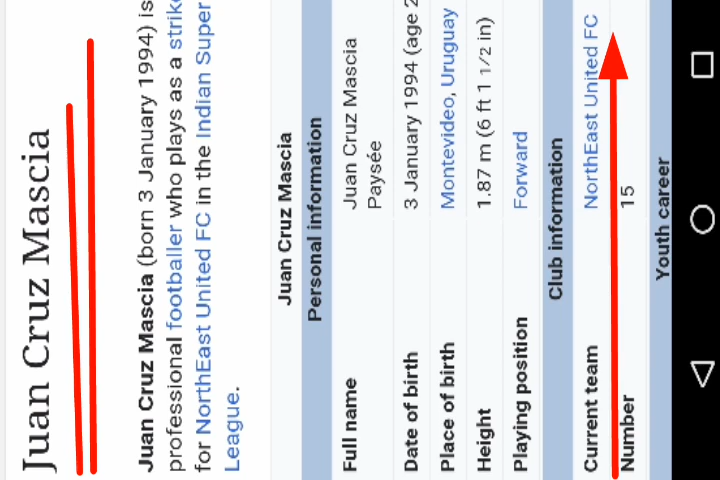 Juan Cruz Mascia
Juan Cruz Mascia (born 3 January 1994) is
professional footballer who plays as a strik
for NorthEast United FC in the Indian Super
League.
Juan Cruz Mascia
Personal information
Full name Juan Cruz Mascia
Paysée
Date of birth 3 January 1994 (age 2
Place of birth Montevideo, Uruguay
Height 1.87 m (6 ft 1 1/2 in)
Playing position Forward
Club information
Current team NorthEast United FC
Number 15
Youth career